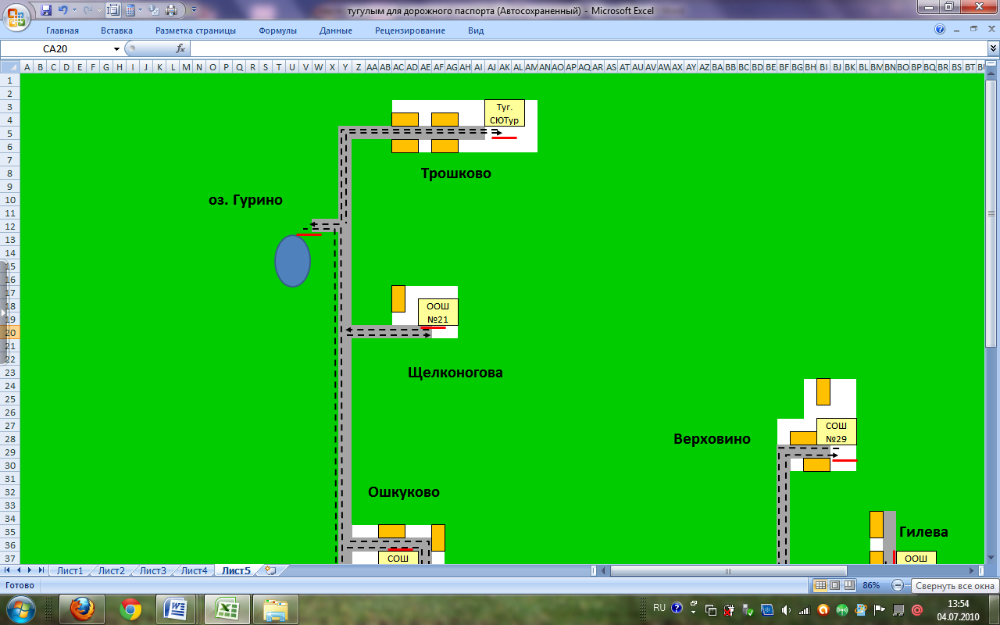 тугулым для дорожного паспорта (Автосохраненный) - Microsoft Excel
Главная Вставка Разметка страницы Формулы Данные Рецензирование Вид
CA20 fx
A B C D E F G H I J K L M N O P Q R S T U V W X Y Z AA AB AC AD AE AF AG AH AI AJ AK AL AM AN AO AP AQ AR AS AT AU AV AW AX AY AZ BA BB BC BD BE BF BG BH BI BJ BK BL BM BN BO BP BQ BR BS BT BU
1
2
3 Туг.
4 СЮТур
5
6
7
8 Трошково
9
10 оз. Гурино
11
12
13
14
15
16
17
18 ООШ
19 №21
20
21
22
23 Щелконогова
24
25
26
27 СОШ
28 Верховино №29
29
30
31
32 Ошкуково
33
34
35 Гилева
36
37 СОШ ООШ
Лист1 Лист2 Лист3 Лист4 Лист5
Готово 86% Свернуть все окна
RU 13:54
04.07.2010